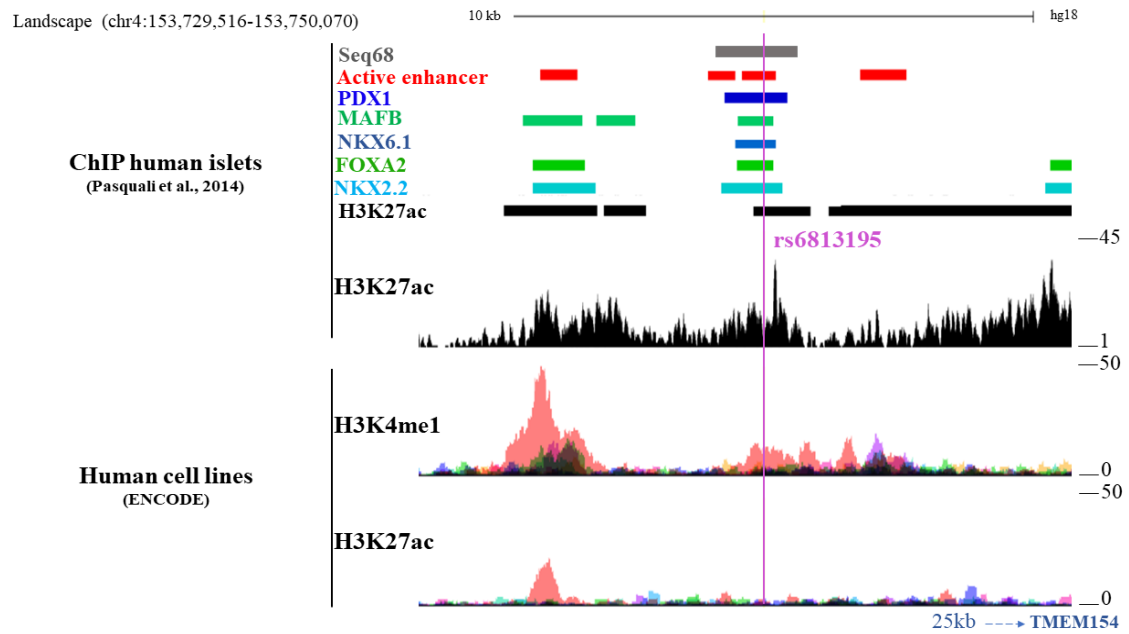 Landscape (chr4:153,729,516-153,750,070)
10 kb
hg18
Seq68
Active enhancer
PDX1
MAFB
NKX6.1
ChIP human islets
FOXA2
(Pasquali et al., 2014)
NKX2.2
H3K27ac
rs6813195
—45
H3K27ac
—1
—50
H3K4me1
Human cell lines
—0
(ENCODE)
—50
H3K27ac
—0
25kb ----► TMEM154